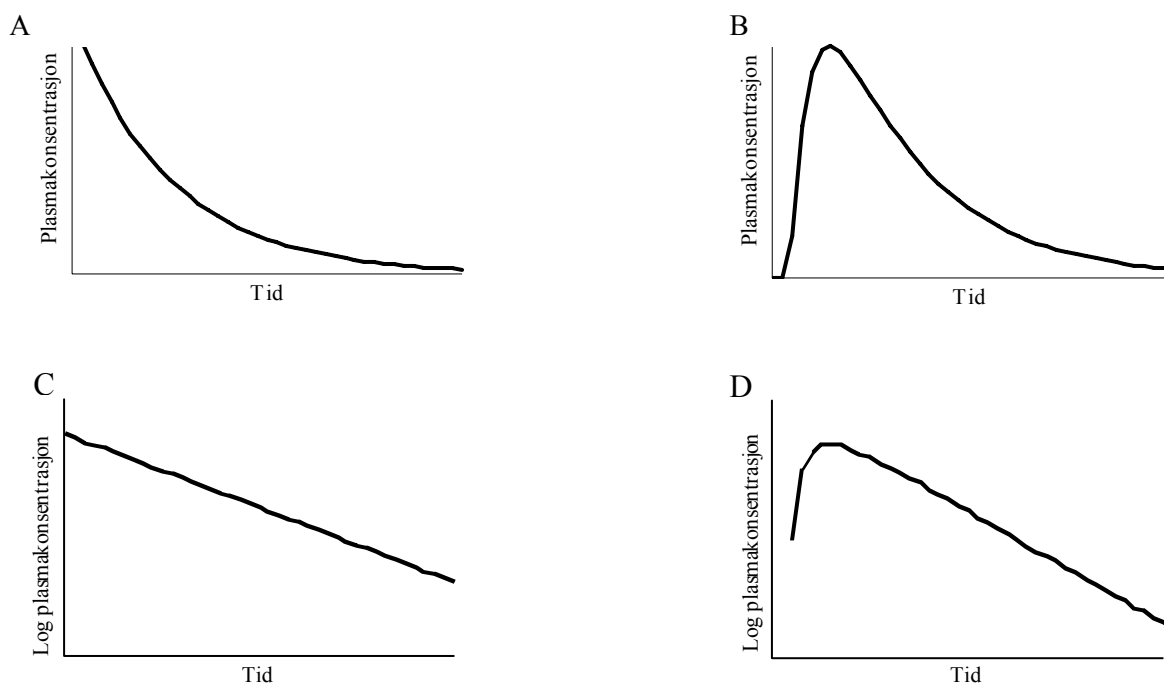 A
Plasmakonsentrasjon
Tid
B
Plasmakonsentrasjon
Tid
C
Log plasmakonsentrasjon
Tid
D
Log plasmakonsentrasjon
Tid